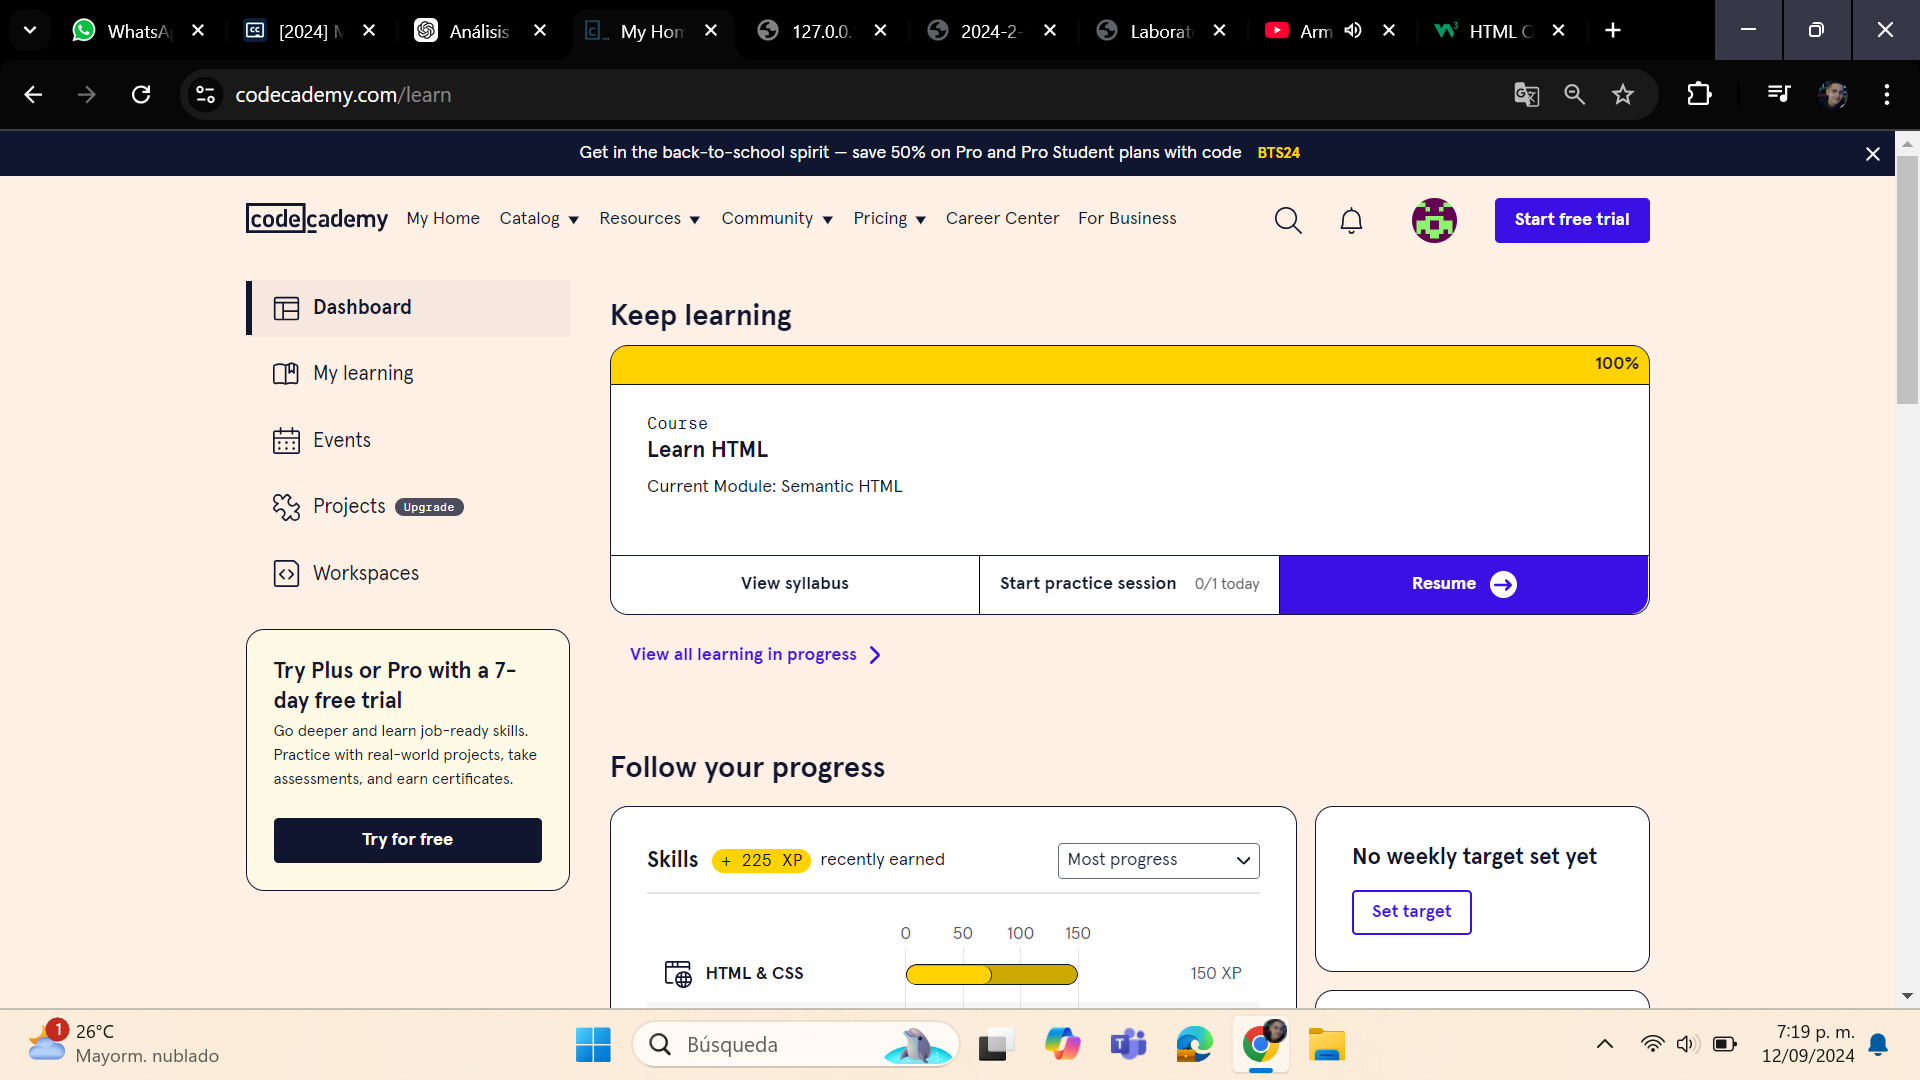 WhatsA
[2024] M
Análisis
My Hom
127.0.0.
2024-2-
Laborat
Arm
HTML C
codecademy.com/learn
Get in the back-to-school spirit — save 50% on Pro and Pro Student plans with code BTS24
codecademy My Home Catalog Resources Community Pricing Career Center For Business Start free trial
Dashboard
My learning
Events
Projects Upgrade
Workspaces
Try Plus or Pro with a 7-
day free trial
Go deeper and learn job-ready skills.
Practice with real-world projects, take
assessments, and earn certificates.
Try for free
Keep learning
100%
Course
Learn HTML
Current Module: Semantic HTML
View syllabus
Start practice session 0/1 today
Resume
View all learning in progress
Follow your progress
Skills + 225 XP recently earned
Most progress
0 50 100 150
HTML & CSS 150 XP
No weekly target set yet
Set target
1
26°C
Mayorm. nublado
Búsqueda
7:19 p. m.
12/09/2024